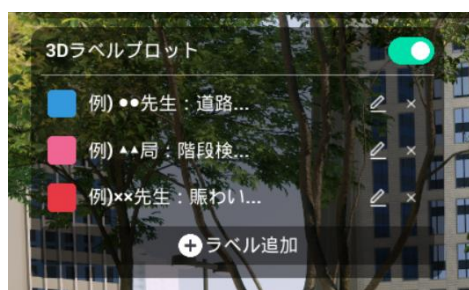 3Dラベルプロット
例) ●●先生：道路...
例) ▲▲局：階段検...
例)××先生：賑わい...
ラベル追加